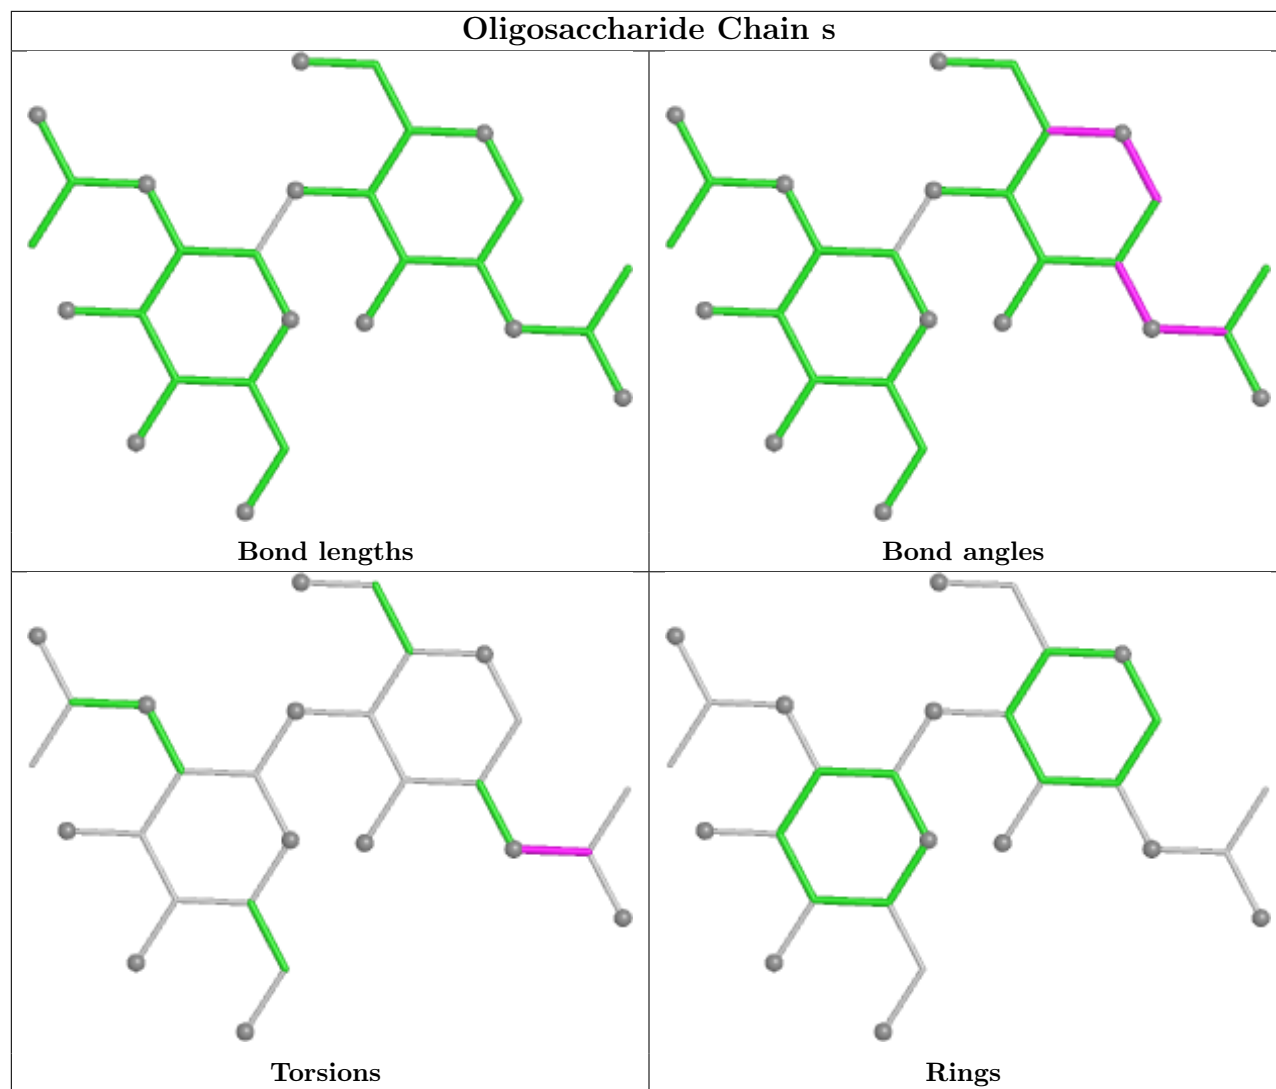 Oligosaccharide Chain s
Bond lengths
Bond angles
Torsions
Rings